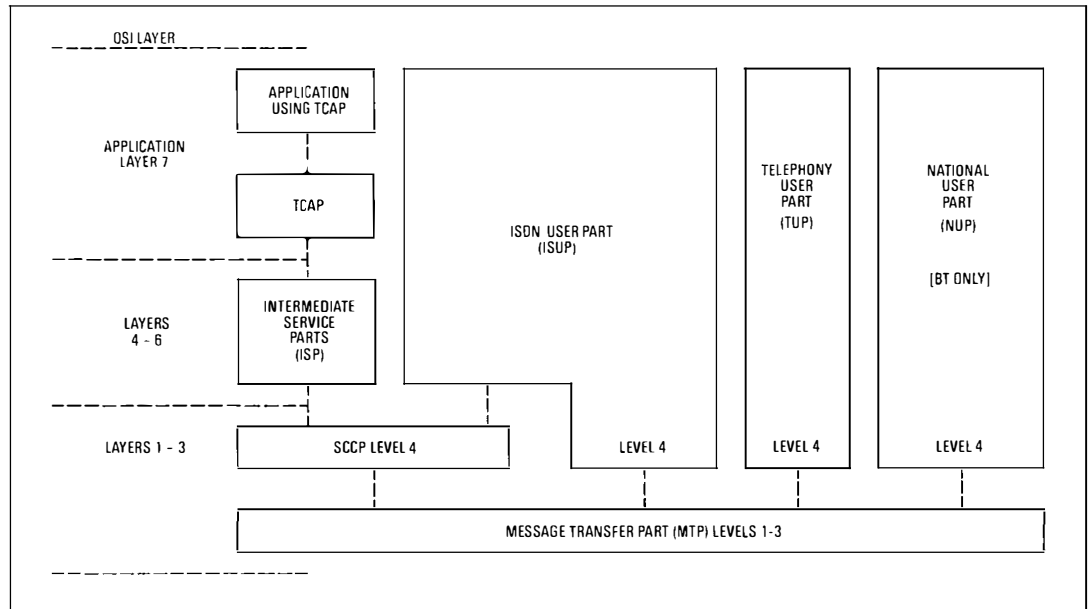 OSI LAYER
APPLICATION
USING TCAP
APPLICATION
LAYER 7
TCAP
ISDN USER PART
(ISUP)
TELEPHONY
USER
PART
(TUP)
NATIONAL
USER
PART
(NUP)
[BT ONLY]
LAYERS
4 - 6
INTERMEDIATE
SERVICE
PARTS
(ISP)
LAYERS 1 - 3
SCCP LEVEL 4
LEVEL 4
LEVEL 4
LEVEL 4
MESSAGE TRANSFER PART (MTP) LEVELS 1-3